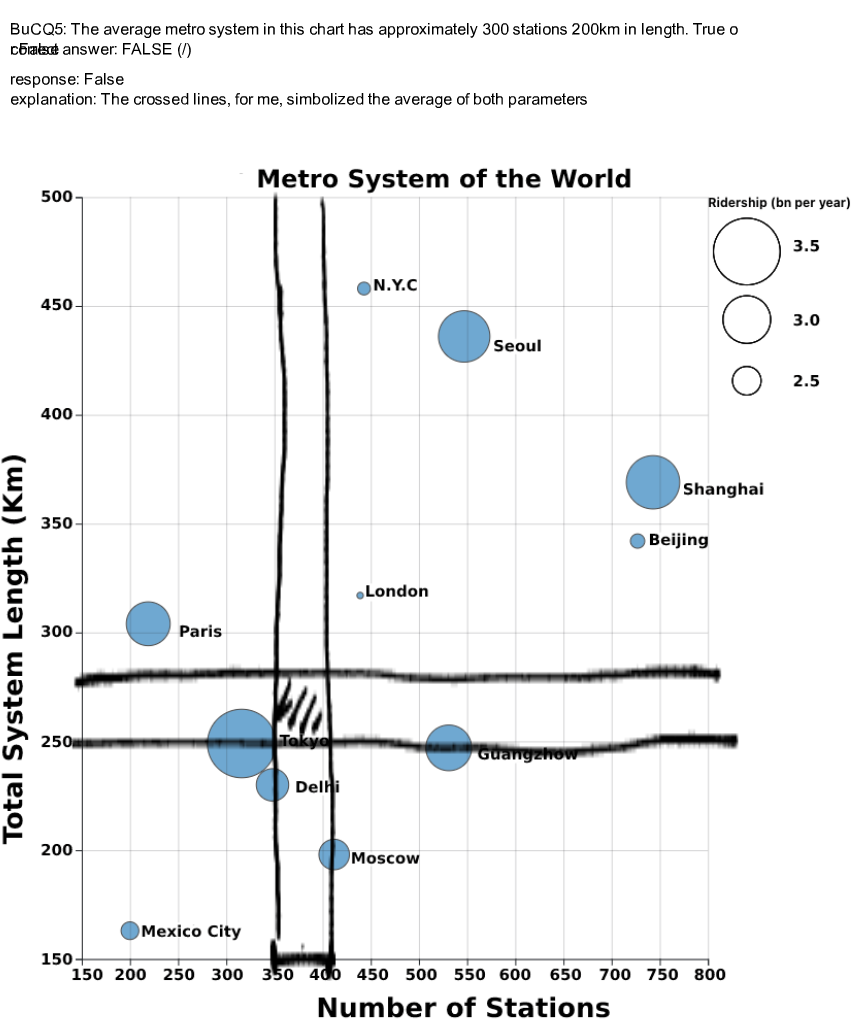 BuCQ5: The average metro system in this chart has approximately 300 stations 200km in length. True o
answer: FALSE (/)
response: False
explanation: The crossed lines, for me, simbolized the average of both parameters
Metro System of the World
Ridership (bn per year)
3.5
3.0
2.5
500
450
400
350
300
250
200
150
N.Y.C
Seoul
Shanghai
Beijing
London
Paris
Tokyo
Guangzhow
Delhi
Moscow
Mexico City
150 200 250 300 350 400 450 500 550 600 650 700 750 800
Total System Length (Km)
Number of Stations